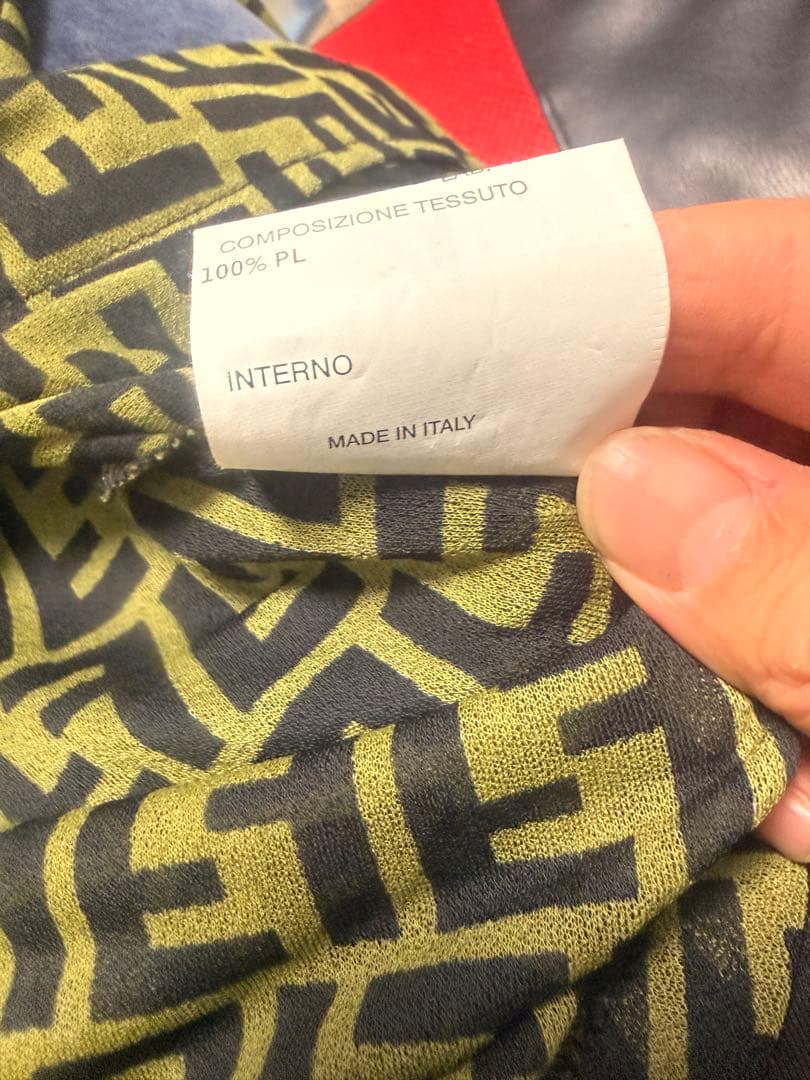 COMPOSIZIONE TESSUTO
100% PL
INTERNO
MADE IN ITALY